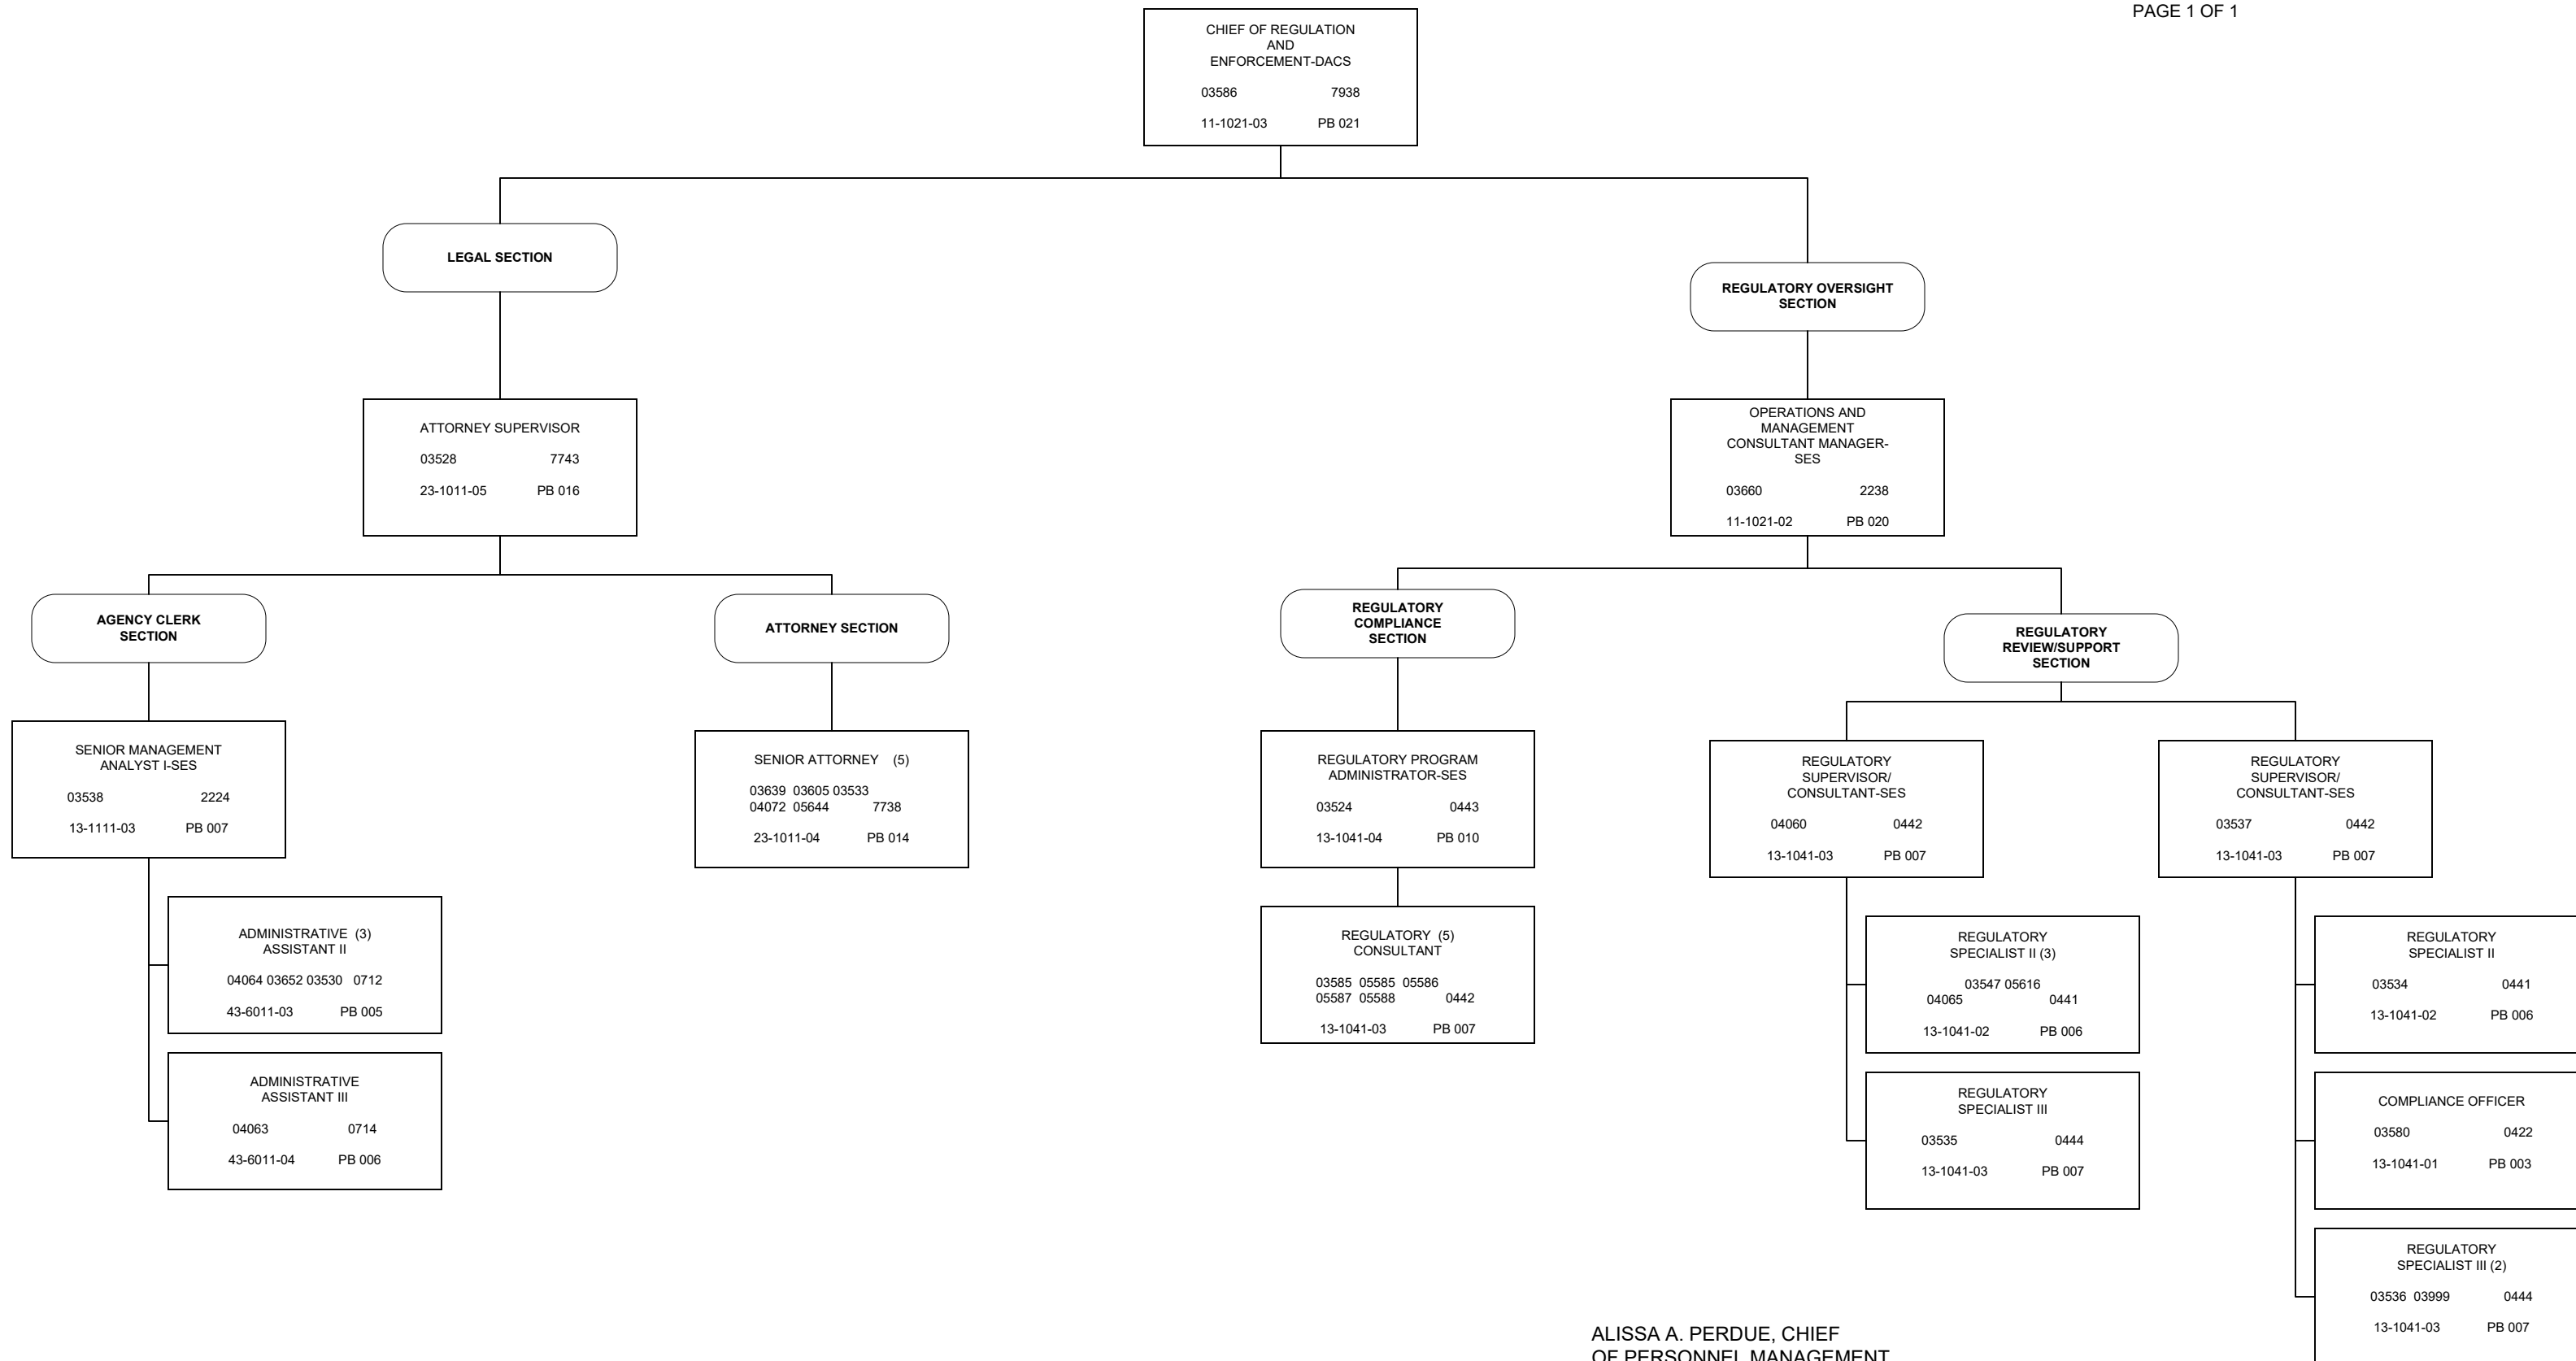 PAGE 1 OF 1
CHIEF OF REGULATION
AND
ENFORCEMENT-DACS
03586 7938
11-1021-03 PB 021
LEGAL SECTION
REGULATORY OVERSIGHT
SECTION
ATTORNEY SUPERVISOR
03528 7743
23-1011-05 PB 016
OPERATIONS AND
MANAGEMENT
CONSULTANT MANAGER-
SES
03660 2238
11-1021-02 PB 020
AGENCY CLERK
SECTION
ATTORNEY SECTION
REGULATORY
COMPLIANCE
SECTION
REGULATORY
REVIEW/SUPPORT
SECTION
SENIOR MANAGEMENT
ANALYST I-SES
03538 2224
13-1111-03 PB 007
SENIOR ATTORNEY (5)
03639 03605 03533
04072 05644 7738
23-1011-04 PB 014
REGULATORY PROGRAM
ADMINISTRATOR-SES
03524 0443
13-1041-04 PB 010
REGULATORY
SUPERVISOR/
CONSULTANT-SES
04060 0442
13-1041-03 PB 007
REGULATORY
SUPERVISOR/
CONSULTANT-SES
03537 0442
13-1041-03 PB 007
ADMINISTRATIVE (3)
ASSISTANT II
04064 03652 03530 0712
43-6011-03 PB 005
REGULATORY (5)
CONSULTANT
03585 05585 05586
05587 05588 0442
13-1041-03 PB 007
REGULATORY
SPECIALIST II (3)
03547 05616
04065 0441
13-1041-02 PB 006
REGULATORY
SPECIALIST II
03534 0441
13-1041-02 PB 006
ADMINISTRATIVE
ASSISTANT III
04063 0714
43-6011-04 PB 006
REGULATORY
SPECIALIST III
03535 0444
13-1041-03 PB 007
COMPLIANCE OFFICER
03580 0422
13-1041-01 PB 003
REGULATORY
SPECIALIST III (2)
03536 03999 0444
13-1041-03 PB 007
ALISSA A. PERDUE, CHIEF
OF PERSONNEL MANAGEMENT